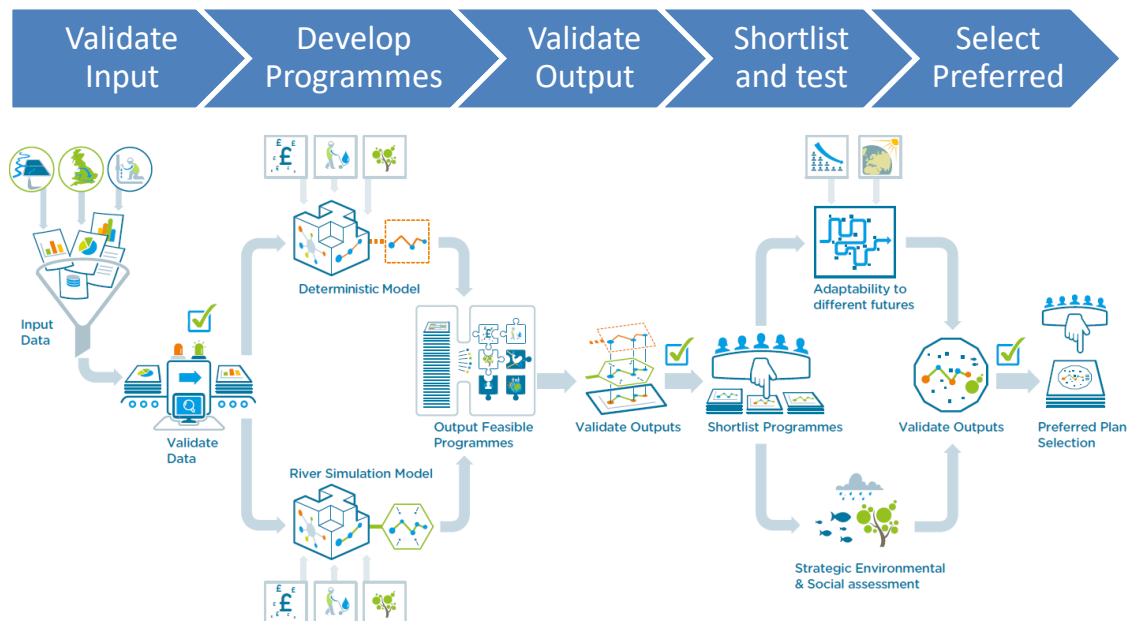 Validate
Input
Develop
Programmes
Validate
Output
Shortlist
and test
Select
Preferred
£ £ £ £ £
Deterministic Model
Adaptability to
different futures
Input
Data
Validate
Data
£
Output Feasible
Programmes
Validate Outputs
Shortlist Programmes
Validate Outputs
Preferred Plan
Selection
River Simulation Model
Strategic Environmental
& Social assessment
£ £ £ £ £